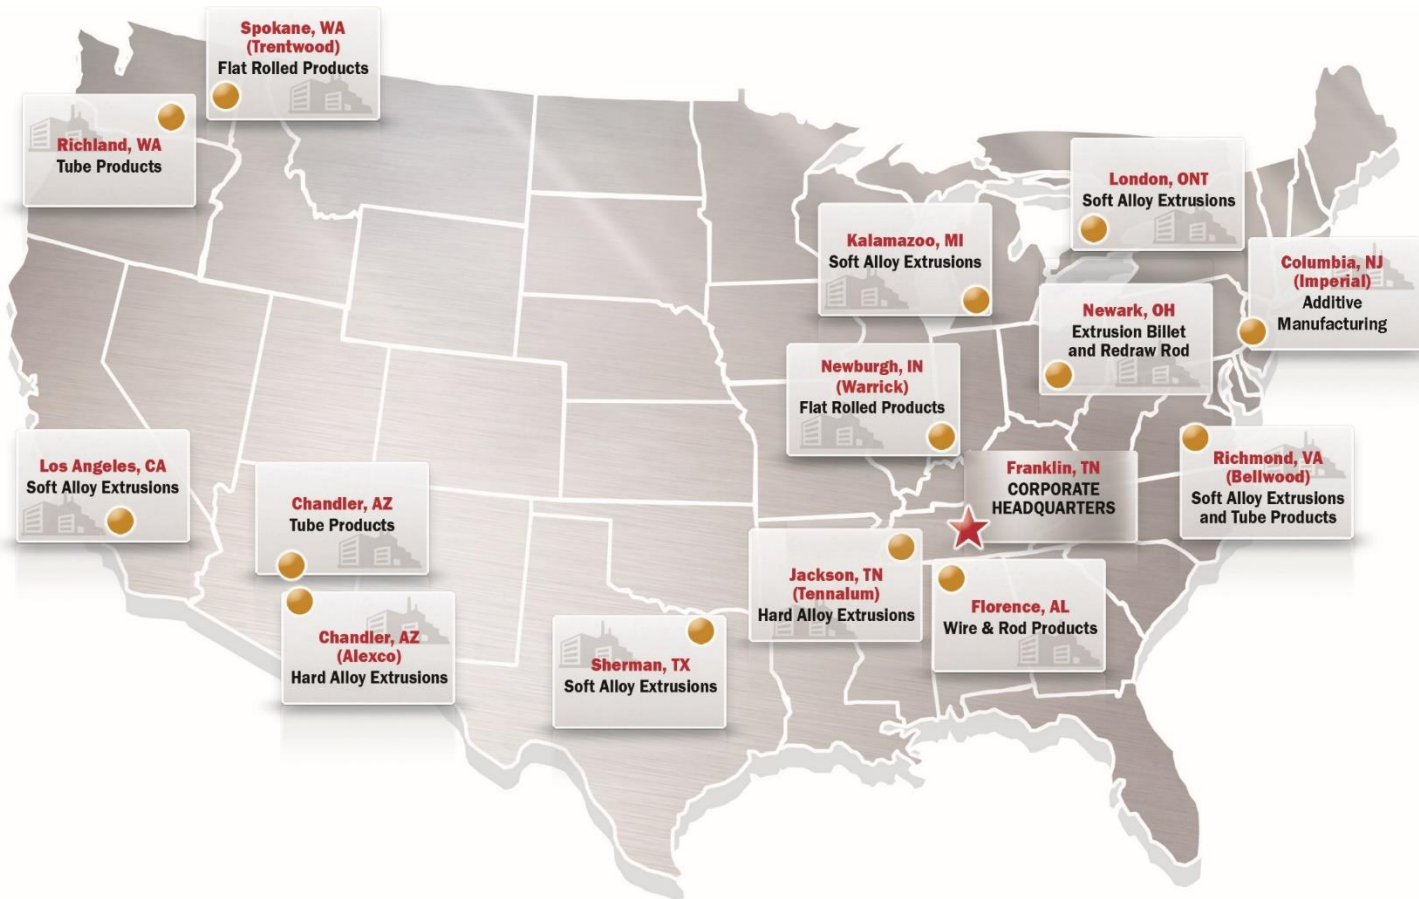 Spokane, WA
(Trentwood)
Flat Rolled Products
Richland, WA
Tube Products
London, ONT
Soft Alloy Extrusions
Kalamazoo, MI
Soft Alloy Extrusions
Columbia, NJ
(Imperial)
Additive
Manufacturing
Newark, OH
Extrusion Billet
and Redraw Rod
Newburgh, IN
(Warrick)
Flat Rolled Products
Los Angeles, CA
Soft Alloy Extrusions
Chandler, AZ
Tube Products
Franklin, TN
CORPORATE
HEADQUARTERS
Richmond, VA
(Bellwood)
Soft Alloy Extrusions
and Tube Products
Jackson, TN
(Tennalum)
Hard Alloy Extrusions
Florence, AL
Wire & Rod Products
Chandler, AZ
(Alexco)
Hard Alloy Extrusions
Sherman, TX
Soft Alloy Extrusions